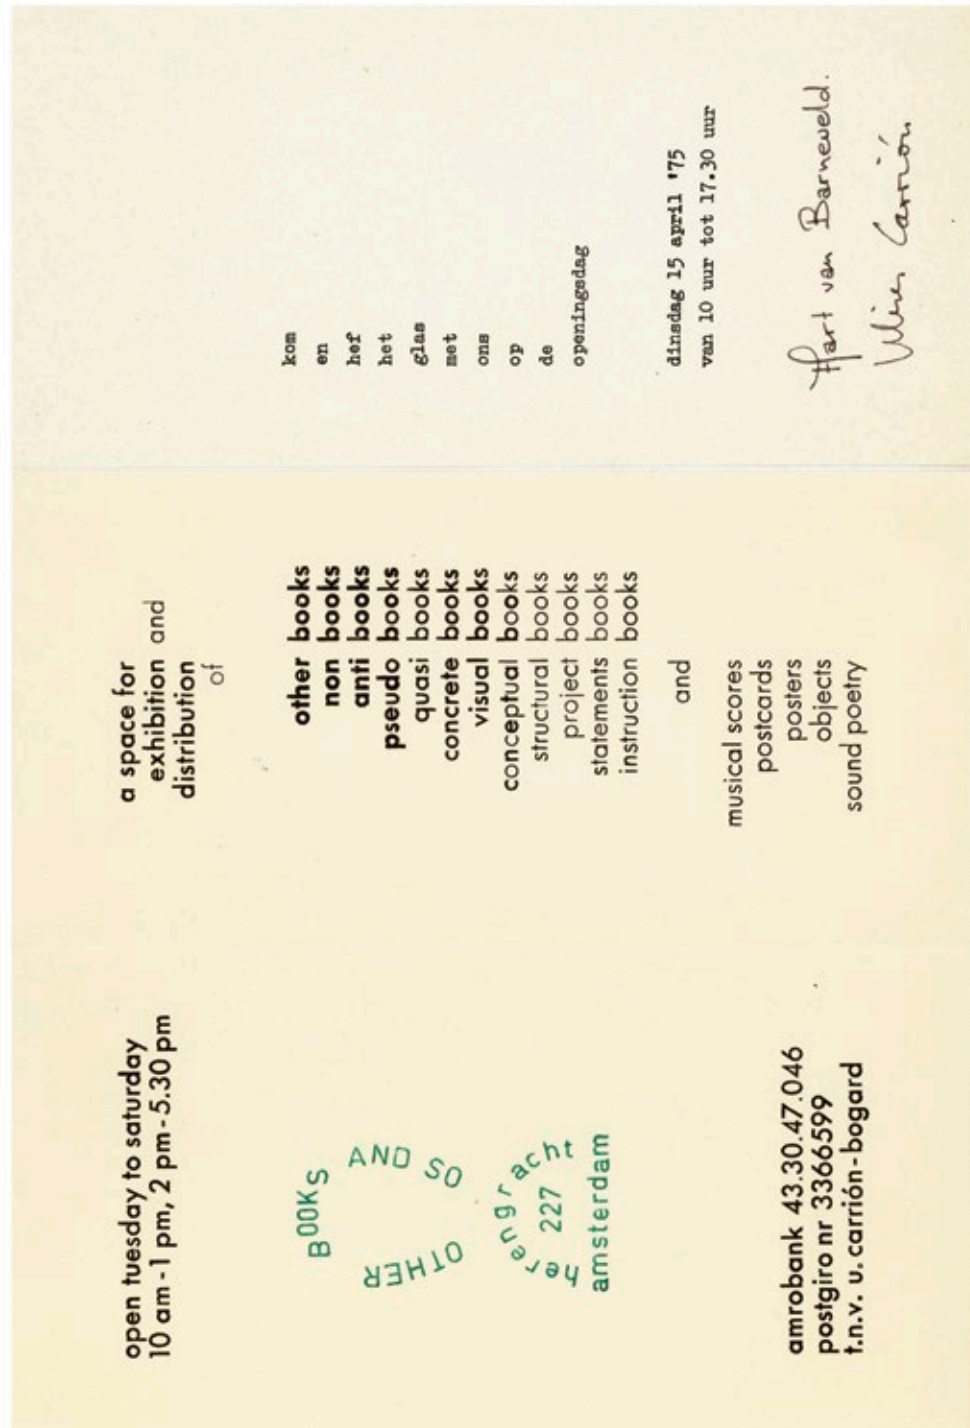 open tuesday to saturday
10 am - 1 pm, 2 pm - 5.30 pm
BOOKS
OTHER AND SO
herengracht
227
amsterdam
amrobank 43.30.47.046
postgiro nr 3366599
t.n.v. u. carrión-bogard
a space for
exhibition and
distribution
of
other books
non books
anti books
pseudo books
quasi books
concrete books
visual books
conceptual books
structural books
project books
statements books
instruction books
and
musical scores
postcards
posters
objects
sound poetry
kom
en
hef
het
glas
met
ons
op
de
openingsdag
dinsdag 15 april '75
van 10 uur tot 17.30 uur
Hart van Barneveld.
Ulises Carrión